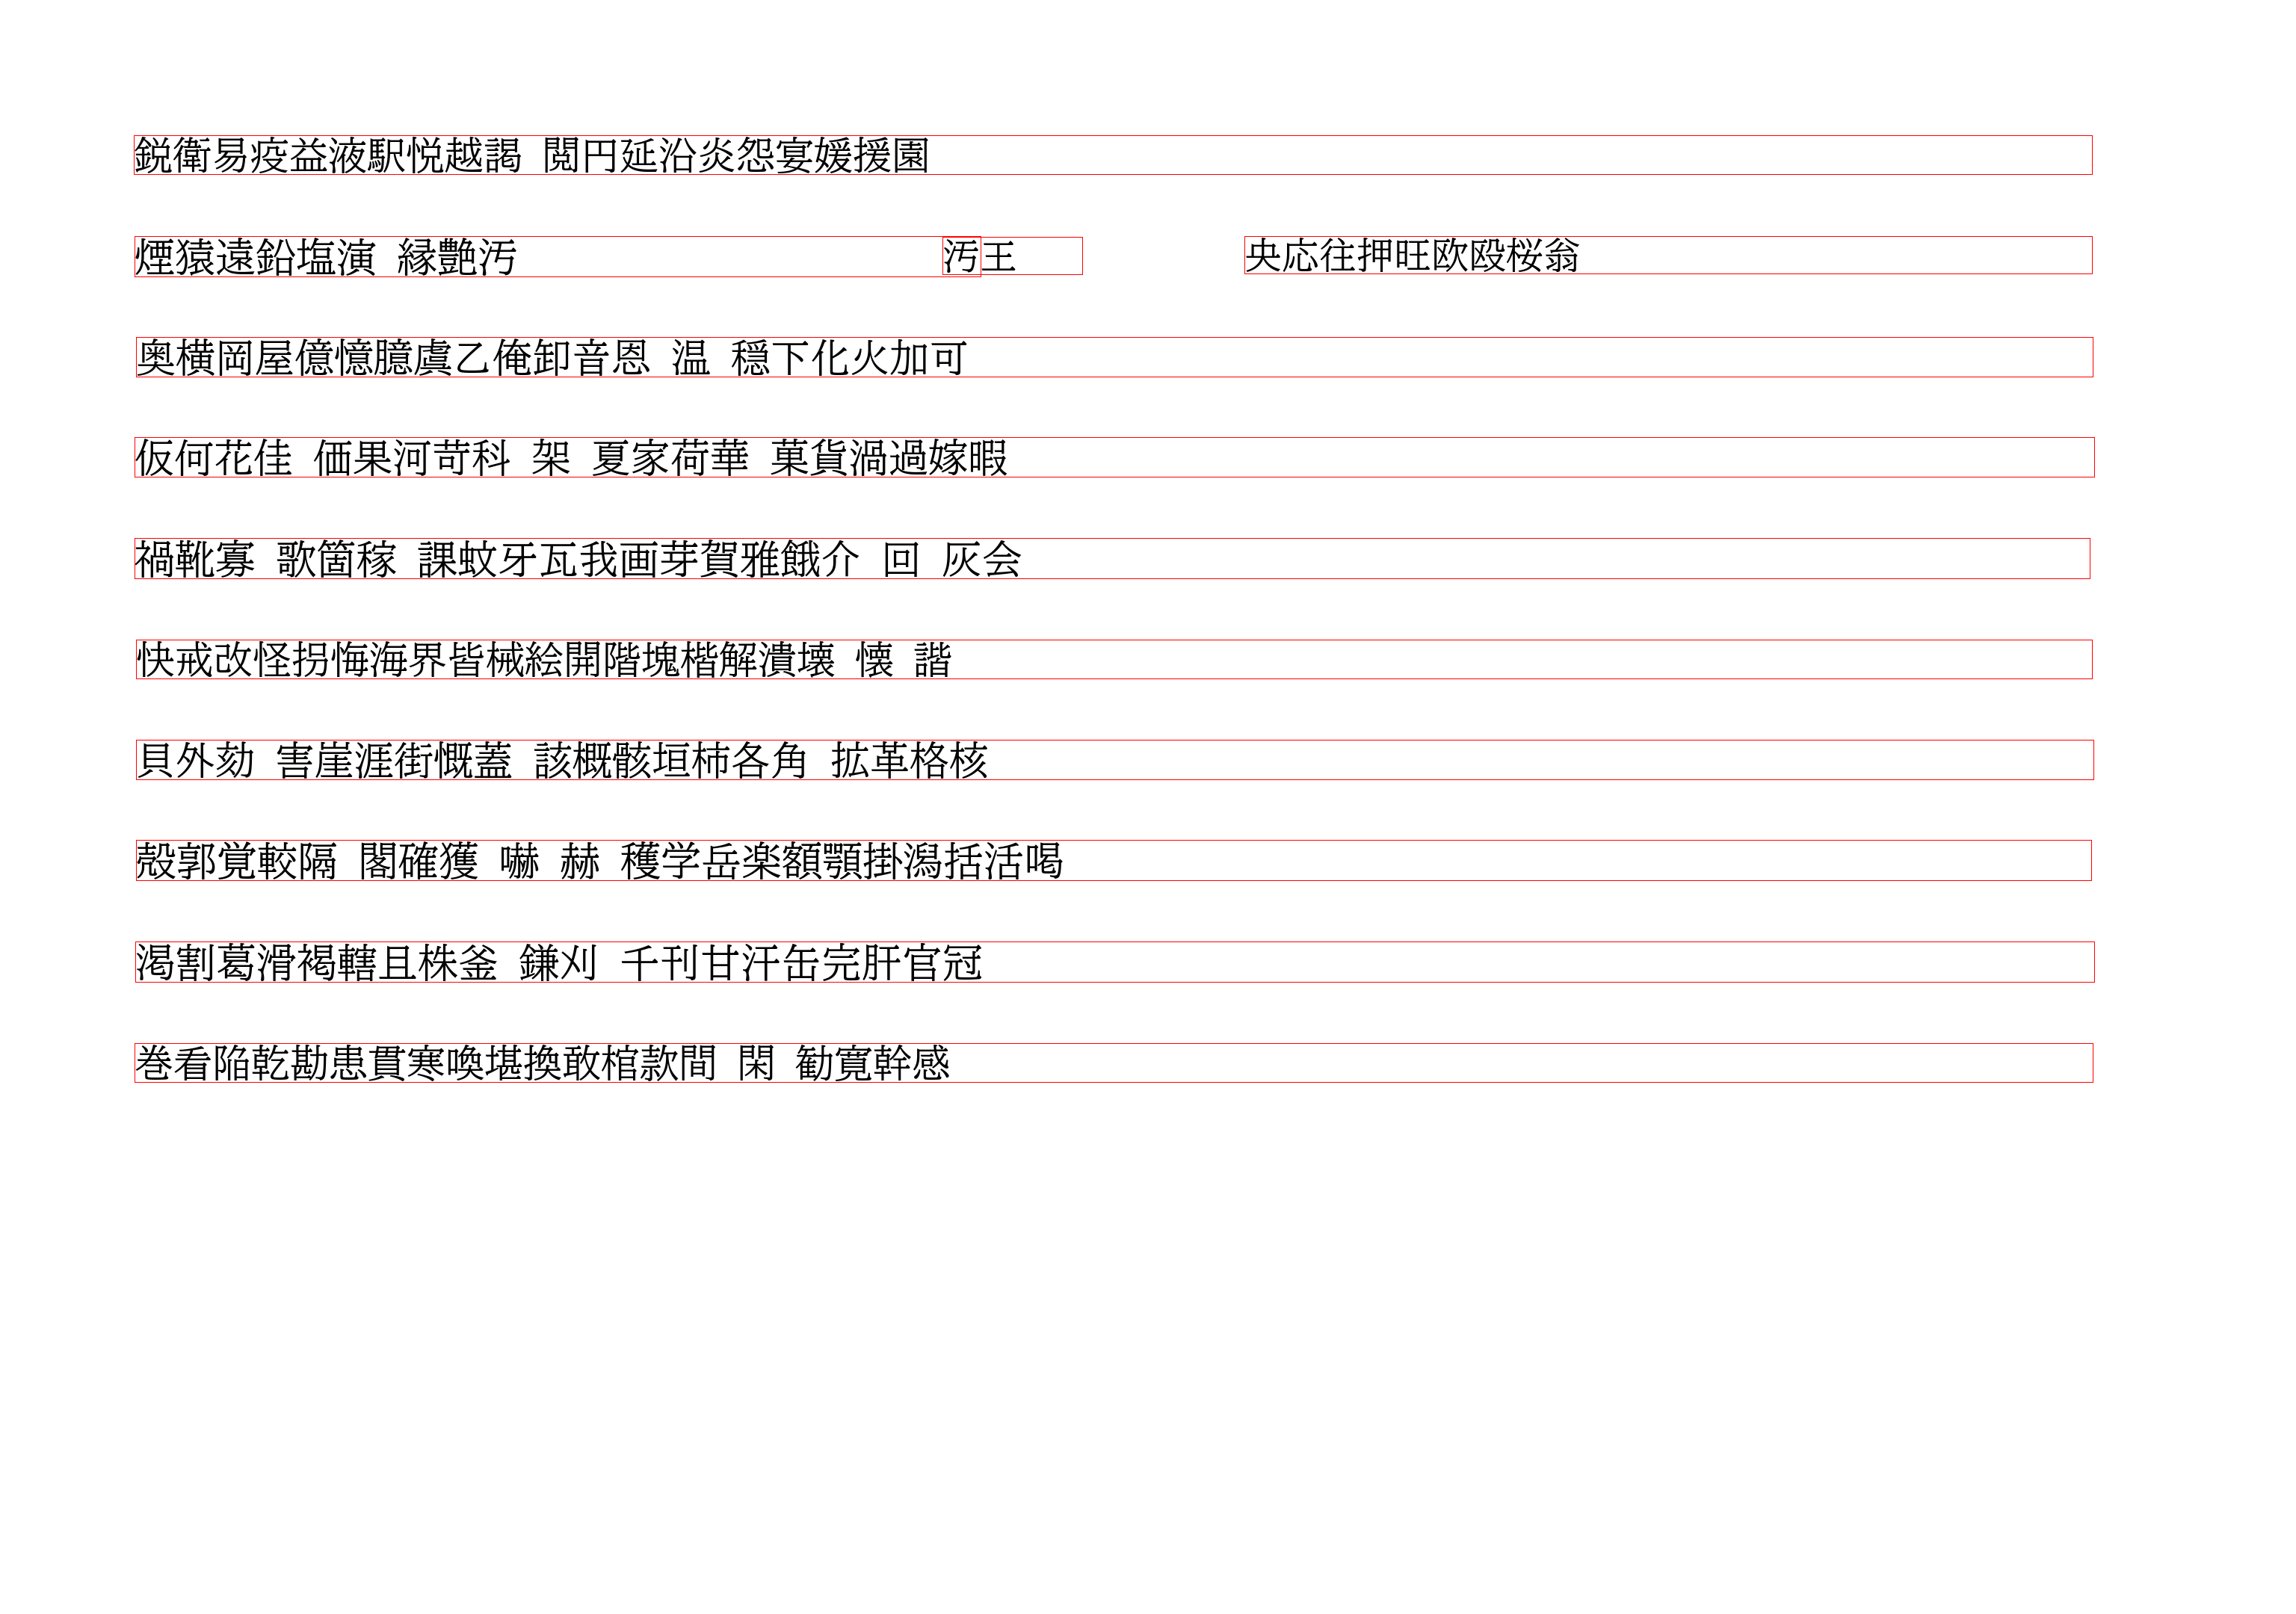 鋭衛易疫益液駅悦越謁 閲円延沿炎怨宴媛援園
煙猿遠鉛塩演 縁艶汚 汚王 央応往押旺欧殴桜翁
奥横岡屋億憶臆虞乙俺卸音恩 温 穏下化火加可
仮何花佳 価果河苛科 架 夏家荷華 菓貨渦過嫁暇
禍靴寡 歌箇稼 課蚊牙瓦我画芽賀雅餓介 回 灰会
快戒改怪拐悔海界皆械絵開階塊楷解潰壊 懐 諧
貝外劾 害崖涯街慨蓋 該概骸垣柿各角 拡革格核
殻郭覚較隔 閣確獲 嚇 赫 穫学岳楽額顎掛潟括活喝
渇割葛滑褐轄且株釜 鎌刈 千刊甘汗缶完肝官冠
巻看陥乾勘患貫寒喚堪換敢棺款間 閑 勧寛幹感